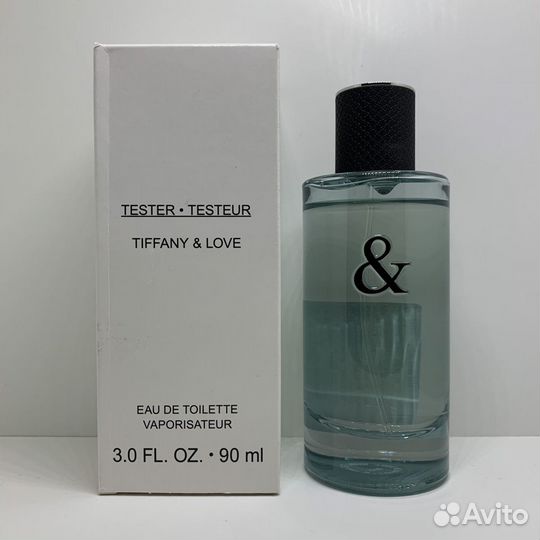 TESTER • TESTEUR
TIFFANY & LOVE
EAU DE TOILETTE
VAPORISATEUR
3.0 FL. OZ. • 90 ml
&
Avito